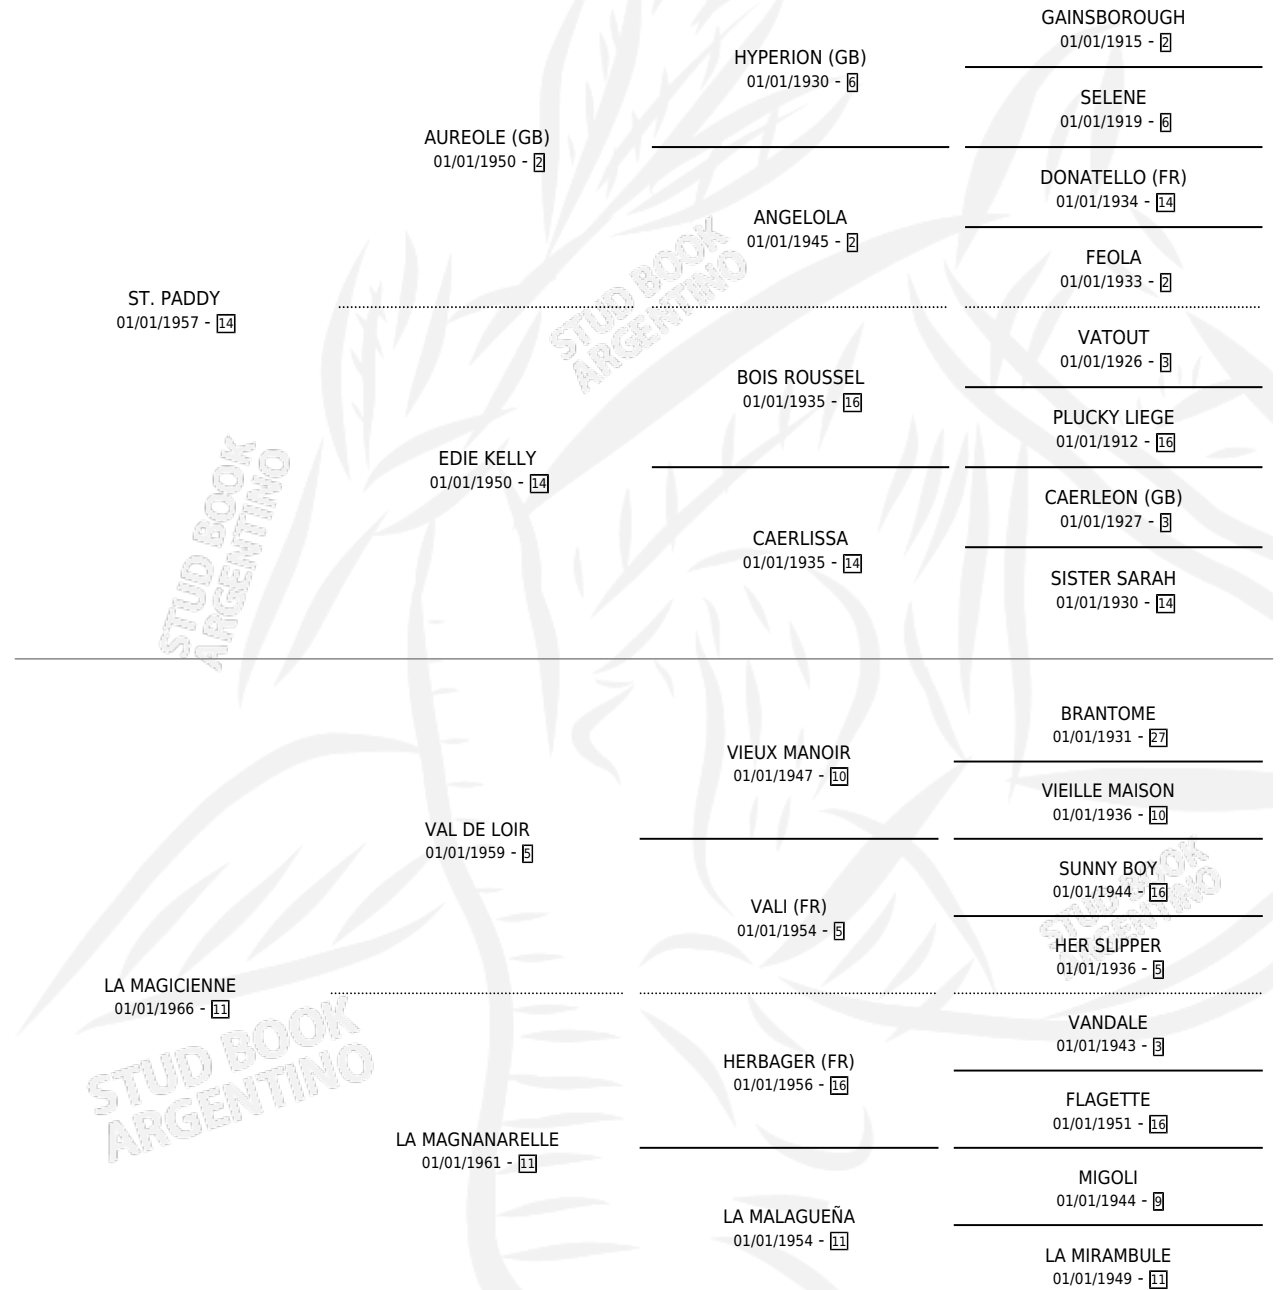 GAINSBOROUGH
01/01/1915 - 2
HYPERION (GB)
01/01/1930 - 6
SELENE
01/01/1919 - 6
AUREOLE (GB)
01/01/1950 - 2
DONATELLO (FR)
01/01/1934 - 14
ANGELOLA
01/01/1945 - 2
FEOLA
01/01/1933 - 2
STUD BOOK
ARGENTINO
ST. PADDY
01/01/1957 - 14
VATOUT
01/01/1926 - 3
BOIS ROUSSEL
01/01/1935 - 16
PLUCKY LIEGE
01/01/1912 - 16
EDIE KELLY
01/01/1950 - 14
CAERLEON (GB)
01/01/1927 - 3
CAERLISSA
01/01/1935 - 14
SISTER SARAH
01/01/1930 - 14
STUD BOOK
ARGENTINO
BRANTOME
01/01/1931 - 27
VIEUX MANOIR
01/01/1947 - 10
VIEILLE MAISON
01/01/1936 - 10
VAL DE LOIR
01/01/1959 - 5
SUNNY BOY
01/01/1944 - 16
VALI (FR)
01/01/1954 - 5
HER SLIPPER
01/01/1936 - 5
STUD BOOK
ARGENTINO
LA MAGICIENNE
01/01/1966 - 11
VANDALE
01/01/1943 - 3
HERBAGER (FR)
01/01/1956 - 16
FLAGETTE
01/01/1951 - 16
STUD BOOK
ARGENTINO
LA MAGNANARELLE
01/01/1961 - 11
MIGOLI
01/01/1944 - 9
LA MALAGUEÑA
01/01/1954 - 11
LA MIRAMBULE
01/01/1949 - 11